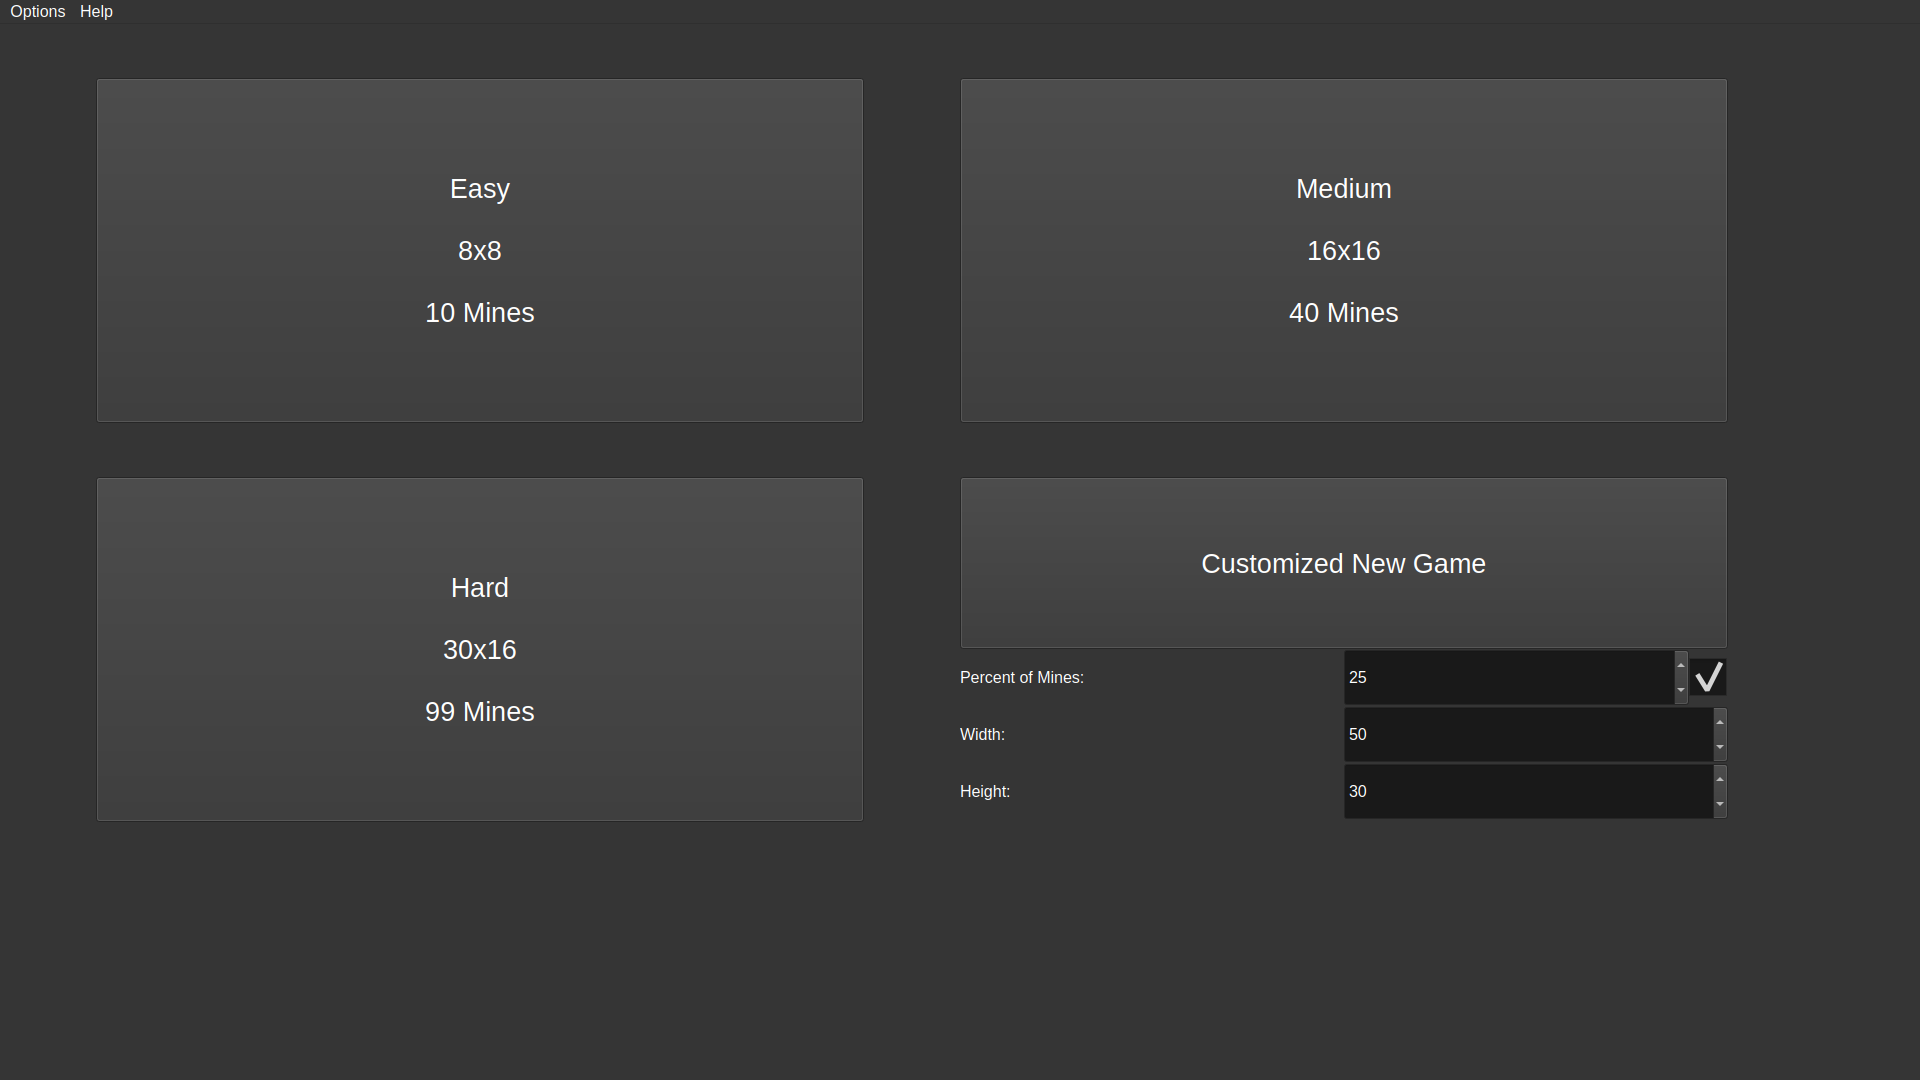 Options Help
Easy
8x8
10 Mines
Medium
16x16
40 Mines
Hard
30x16
99 Mines
Customized New Game
Percent of Mines: 25
Width: 50
Height: 30